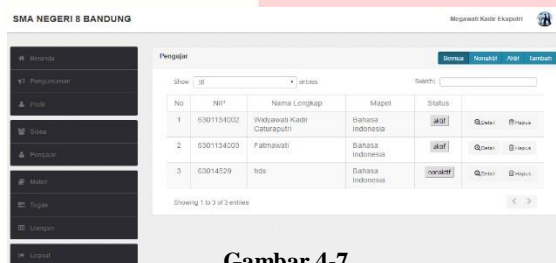 SMA NEGERI 8 BANDUNG
Megawati Kadir Ekaputri
Beranda
Pengumuman
Profil
Siswa
Pengajar
Materi
Tugas
Ulangan
Logout
Pengajar
Semua Nonaktif Aktif Tambah
Show 10 entries
Search:
No NIP Nama Lengkap Mapel Status
1 6301134002 Widyawati Kadir Caturaputri Bahasa Indonesia aktif Detail Hapus
2 6301134003 Fatmawati Bahasa Indonesia aktif Detail Hapus
3 63014529 hds Bahasa Indonesia nonaktif Detail Hapus
Showing 1 to 3 of 3 entries
Gambar 4-7